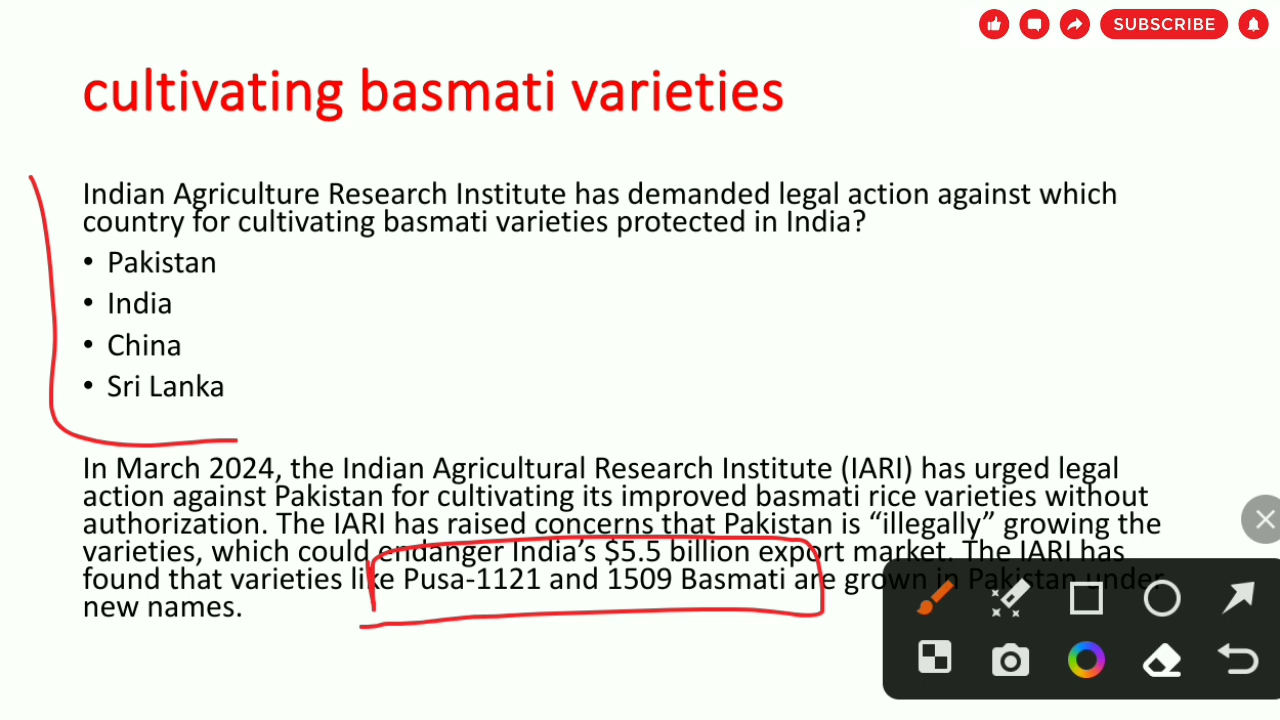 SUBSCRIBE
cultivating basmati varieties
Indian Agriculture Research Institute has demanded legal action against which
country for cultivating basmati varieties protected in India?
• Pakistan
• India
• China
• Sri Lanka
In March 2024, the Indian Agricultural Research Institute (IARI) has urged legal
action against Pakistan for cultivating its improved basmati rice varieties without
authorization. The IARI has raised concerns that Pakistan is “illegally” growing the
varieties, which could endanger India’s $5.5 billion export market. The IARI has
found that varieties like Pusa-1121 and 1509 Basmati are grown in Pakistan under
new names.